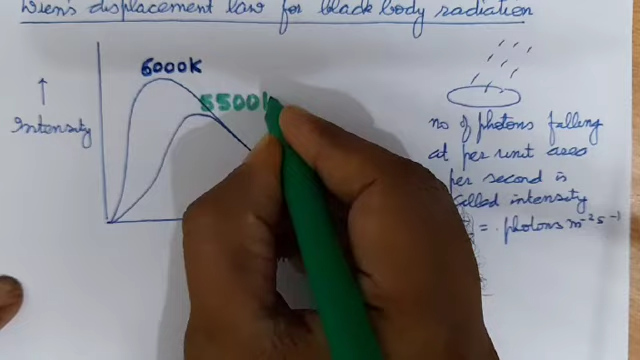 Wien's displacement law for black body radiation
6000K
5500
Intensity
no of photons falling
at per unit area
per second is
called intensity
= photons m⁻² s⁻¹